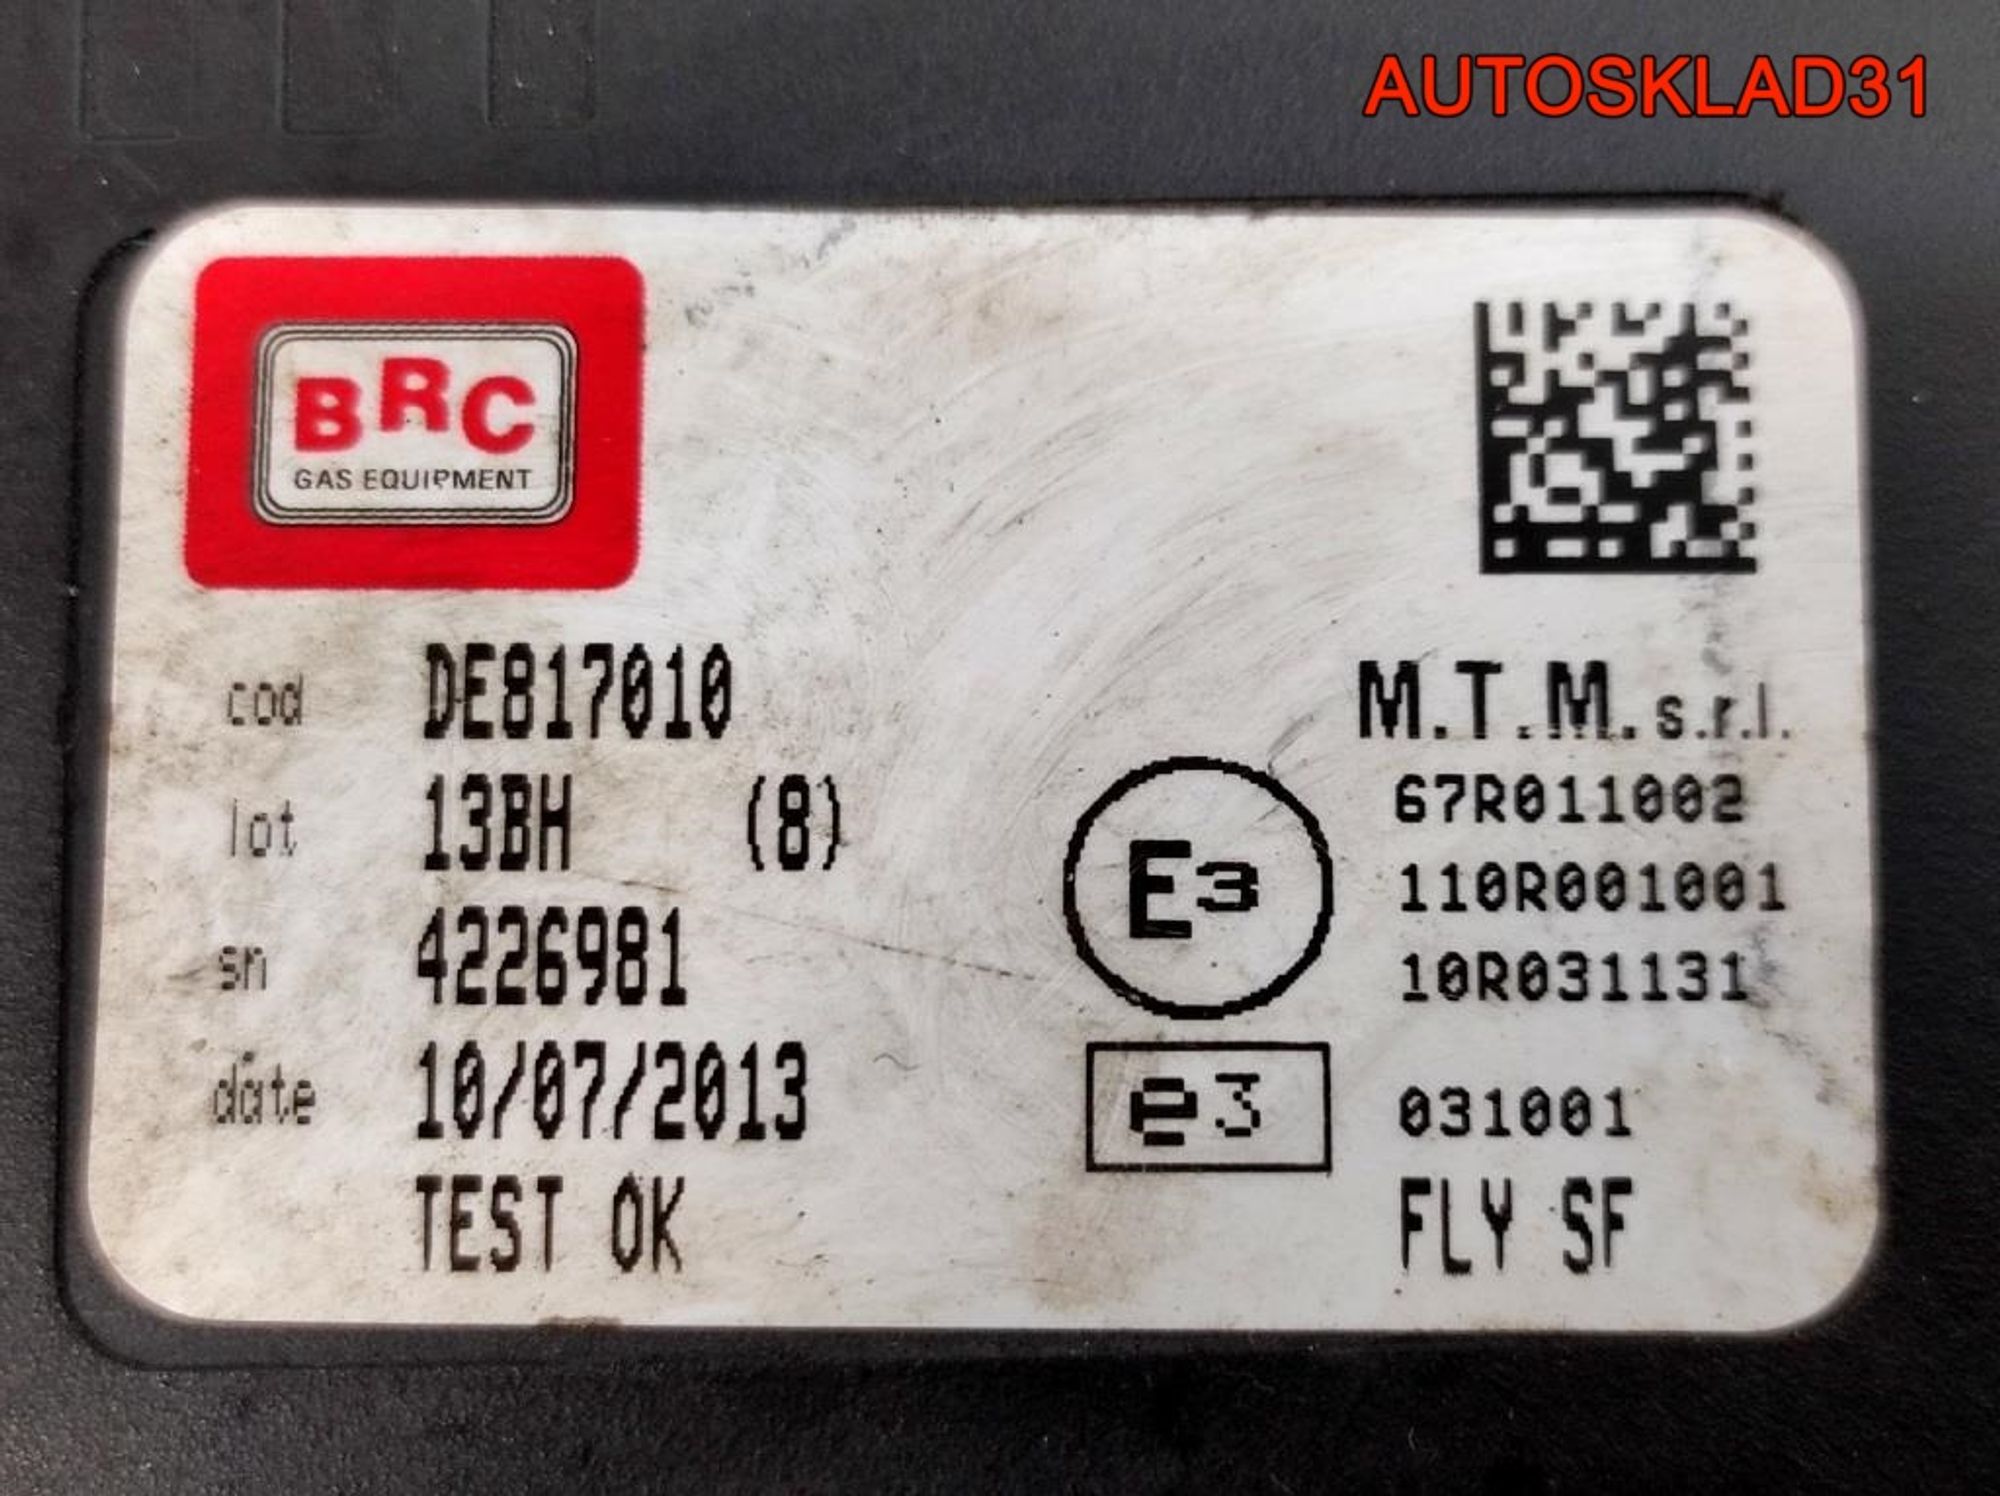 AUTOSKLAD31
BRC
GAS EQUIPMENT
cod DE817010
lot 13BH (8)
sn 4226981
date 10/07/2013
TEST OK
M.T.M. s.r.l.
E3
67R011002
110R001001
10R031131
e3 031001
FLY SF